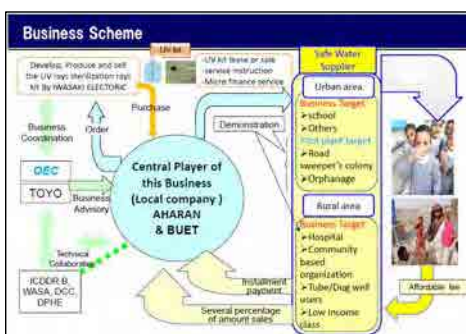 Business Scheme
UV kit
Develop, Produce and sell
the UV rays sterilization rays
kit By IWASAKI ELECTORIC
-UV kit lease or sale
-service instruction
-Micro finance service
Safe Water
Supplier
Purchase
Order
Business
Coordination
Demonstration
Urban area
Business Target
➤school
➤Others
Pilot plant target
➤Road
sweeper's colony
➤Orphanage
OEC
TOYO
Business
Advisory
Central Player of
this Business
(Local company)
AHARAN
& BUET
Rural area
Business Target
➤Hospital
➤Community
based
organization
➤Tube/Dug well
users
➤Low Income
class
Technical
Collaborate
ICDDR B,
WASA, DCC,
DPHE
Installment
payment
Several percentage
of amount sales
Affordable fee